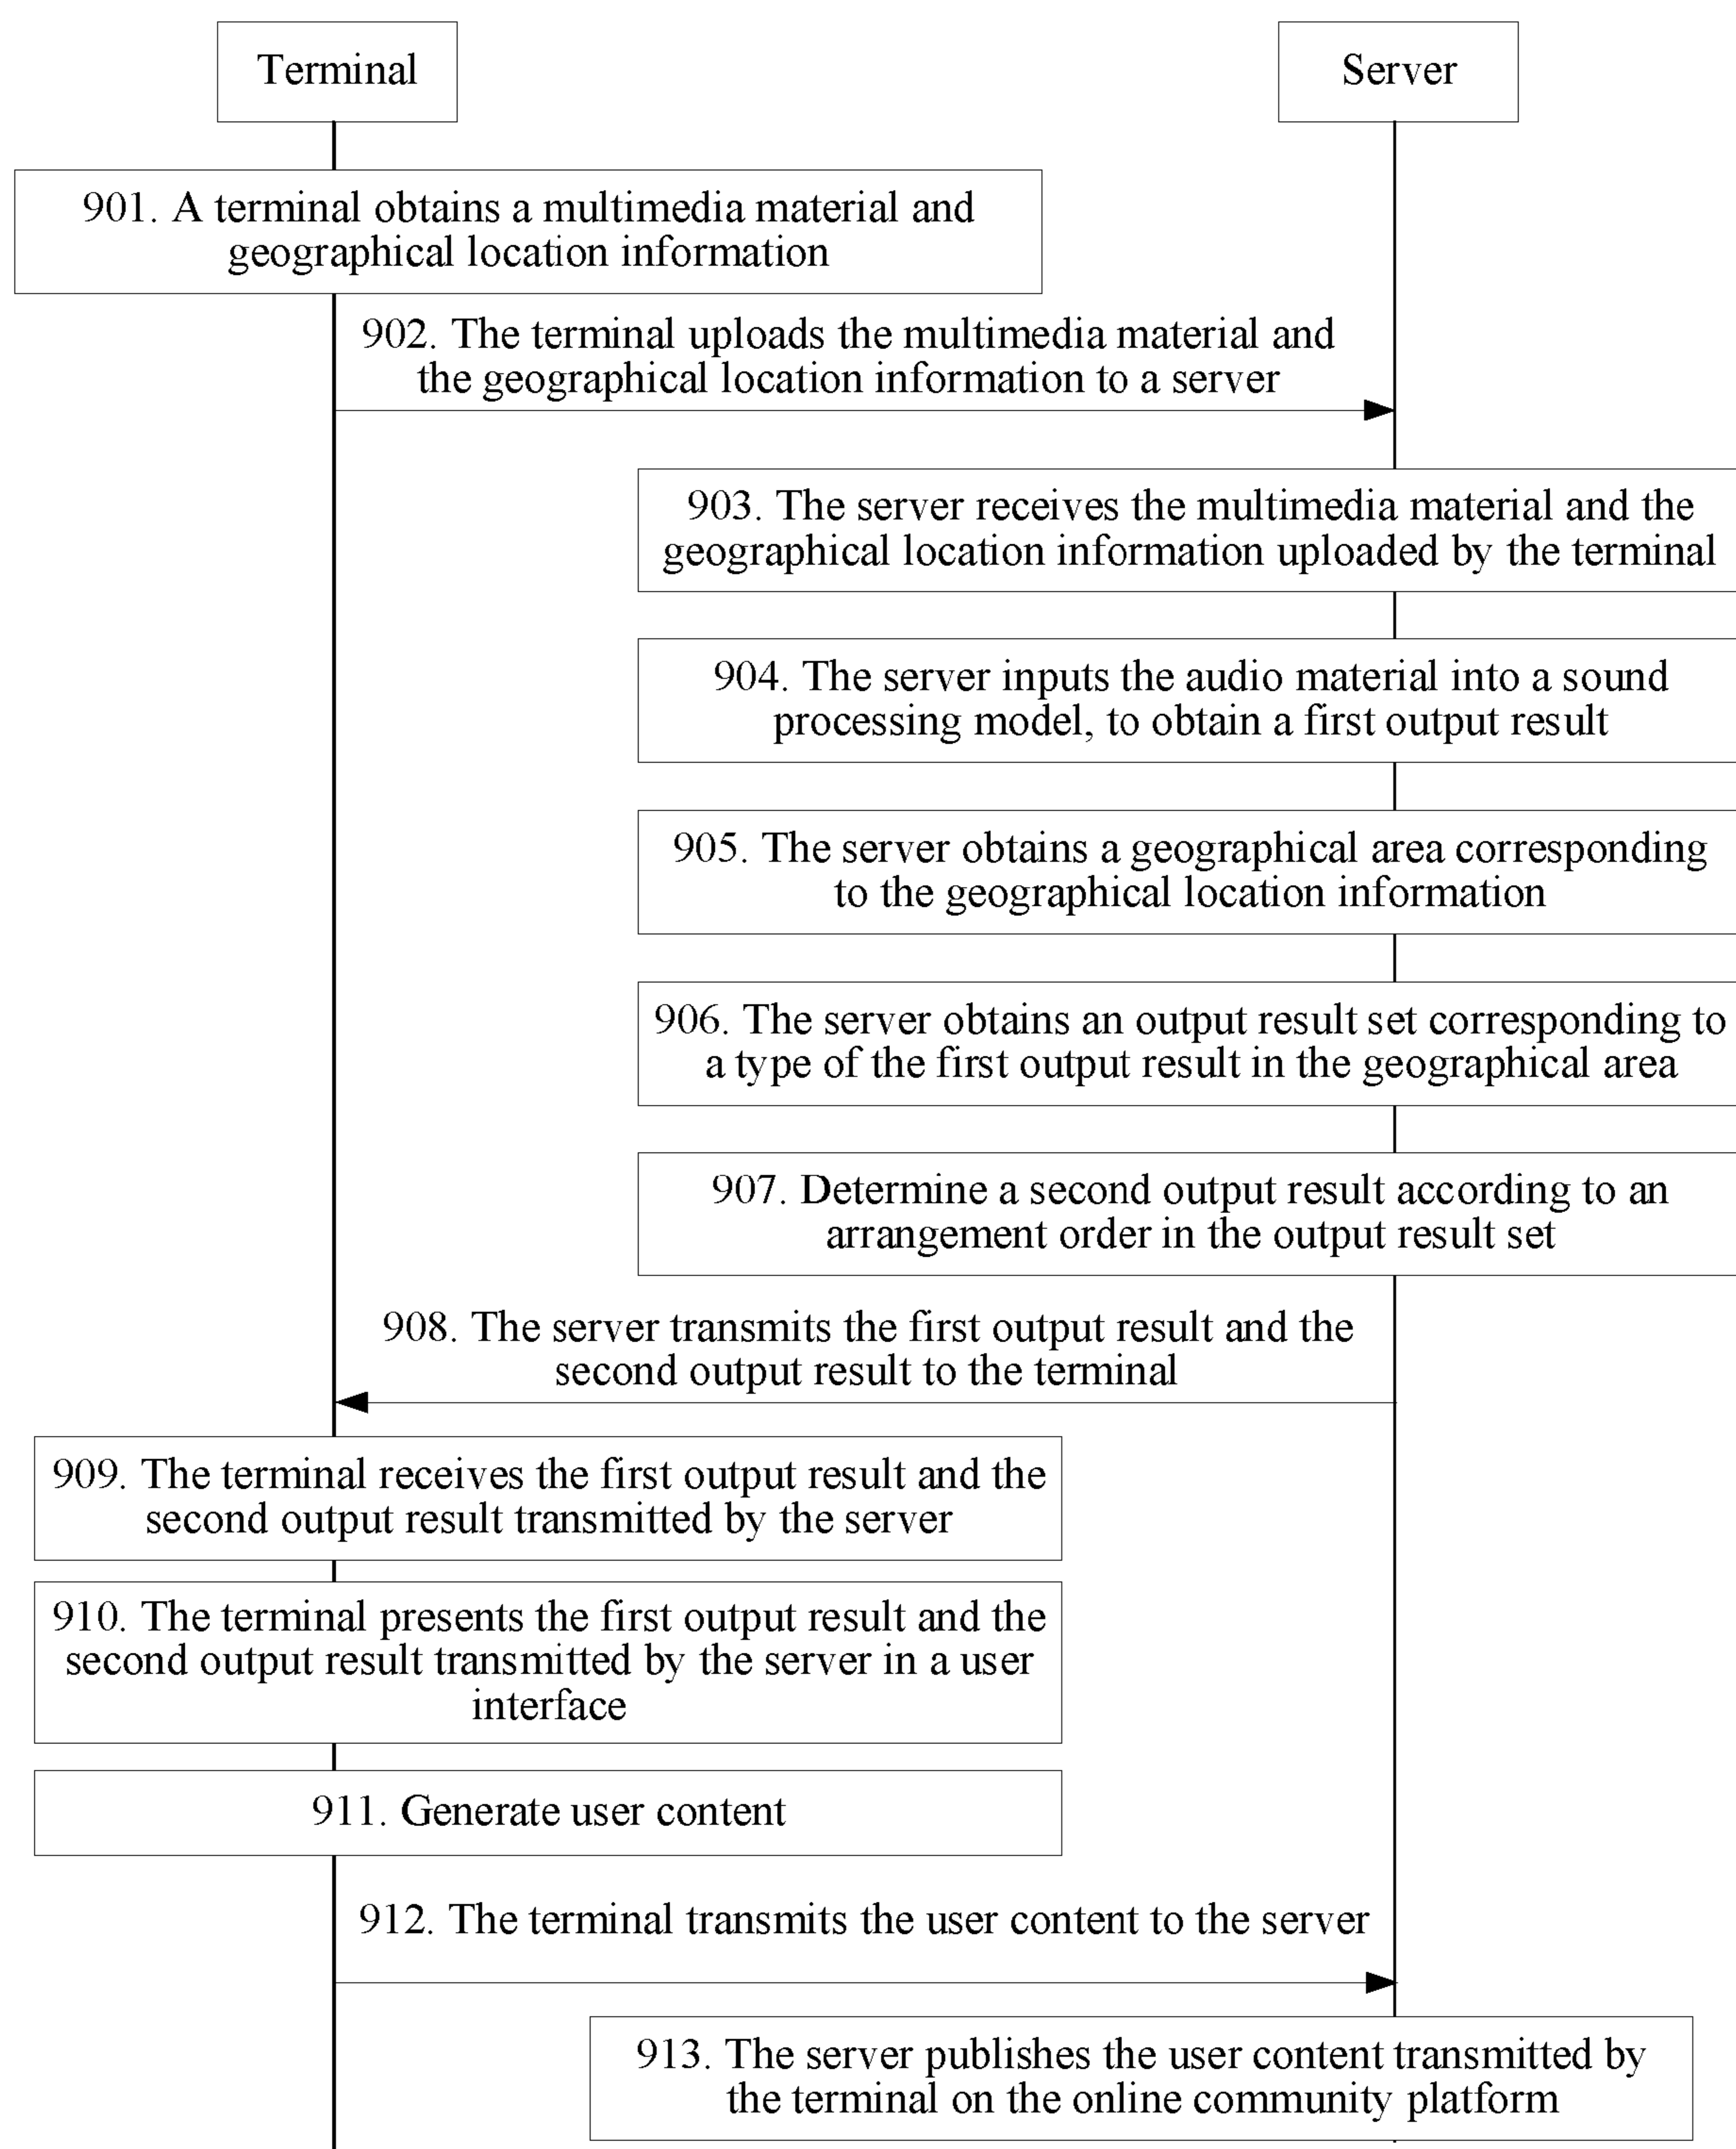 Terminal
Server
901. A terminal obtains a multimedia material and
geographical location information
902. The terminal uploads the multimedia material and
the geographical location information to a server
903. The server receives the multimedia material and the
geographical location information uploaded by the terminal
904. The server inputs the audio material into a sound
processing model, to obtain a first output result
905. The server obtains a geographical area corresponding
to the geographical location information
906. The server obtains an output result set corresponding to
a type of the first output result in the geographical area
907. Determine a second output result according to an
arrangement order in the output result set
908. The server transmits the first output result and the
second output result to the terminal
909. The terminal receives the first output result and the
second output result transmitted by the server
910. The terminal presents the first output result and the
second output result transmitted by the server in a user
interface
911. Generate user content
912. The terminal transmits the user content to the server
913. The server publishes the user content transmitted by
the terminal on the online community platform